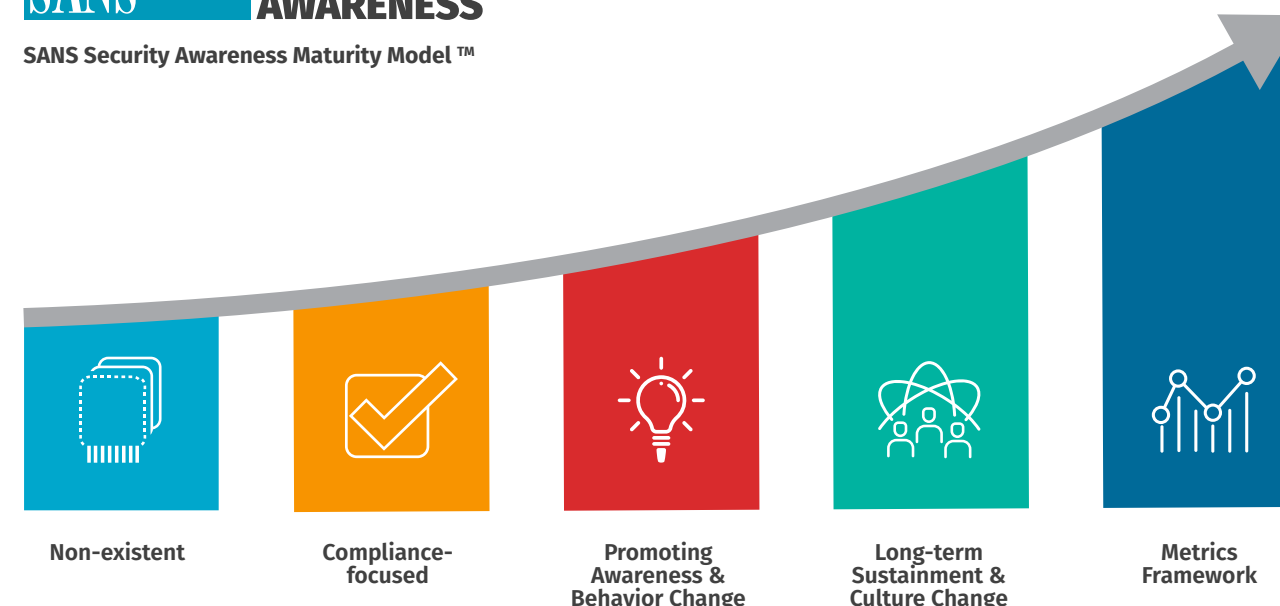 SANS
AWARENESS
SANS Security Awareness Maturity Model ™
Non-existent
Compliance-
focused
Promoting
Awareness &
Behavior Change
Long-term
Sustainment &
Culture Change
Metrics
Framework